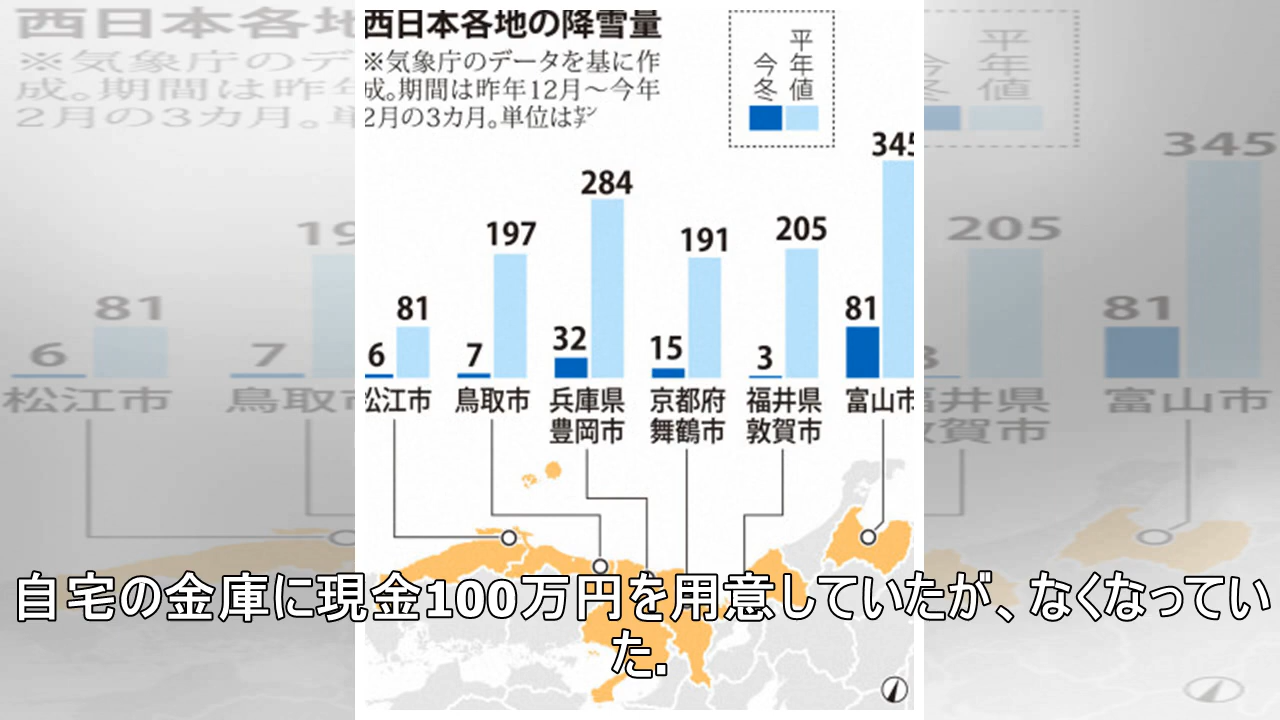 西日本各地の降雪量
※気象庁のデータを基に作
成。期間は昨年12月～今年
2月の3カ月。単位は㌢
平年値
今冬
6
81
7
197
32
284
15
191
3
205
81
345
松江市
鳥取市
兵庫県
豊岡市
京都府
舞鶴市
福井県
敦賀市
富山市
自宅の金庫に現金100万円を用意していたが、なくなってい
た.